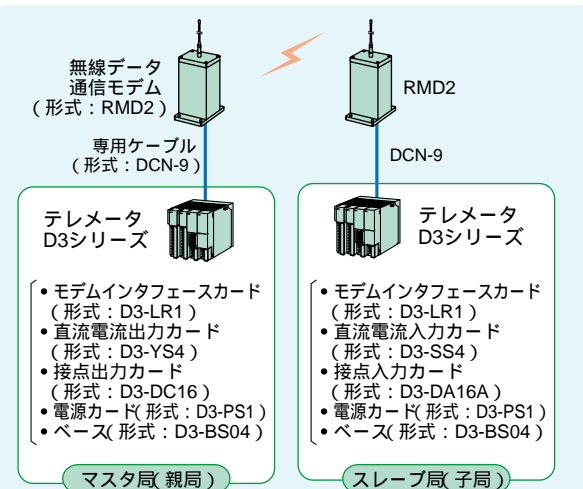 無線データ
通信モデム
(形式:RMD2)
専用ケーブル
(形式:DCN-9)
テレメータ
D3シリーズ
• モデムインタフェースカード
(形式:D3-LR1)
• 直流電流出力カード
(形式:D3-YS4)
• 接点出力カード
(形式:D3-DC16)
• 電源カード(形式:D3-PS1)
• ベース(形式:D3-BS04)
マスタ局(親局)
RMD2
DCN-9
テレメータ
D3シリーズ
• モデムインタフェースカード
(形式:D3-LR1)
• 直流電流入力カード
(形式:D3-SS4)
• 接点入力カード
(形式:D3-DA16A)
• 電源カード(形式:D3-PS1)
• ベース(形式:D3-BS04)
スレーブ局(子局)